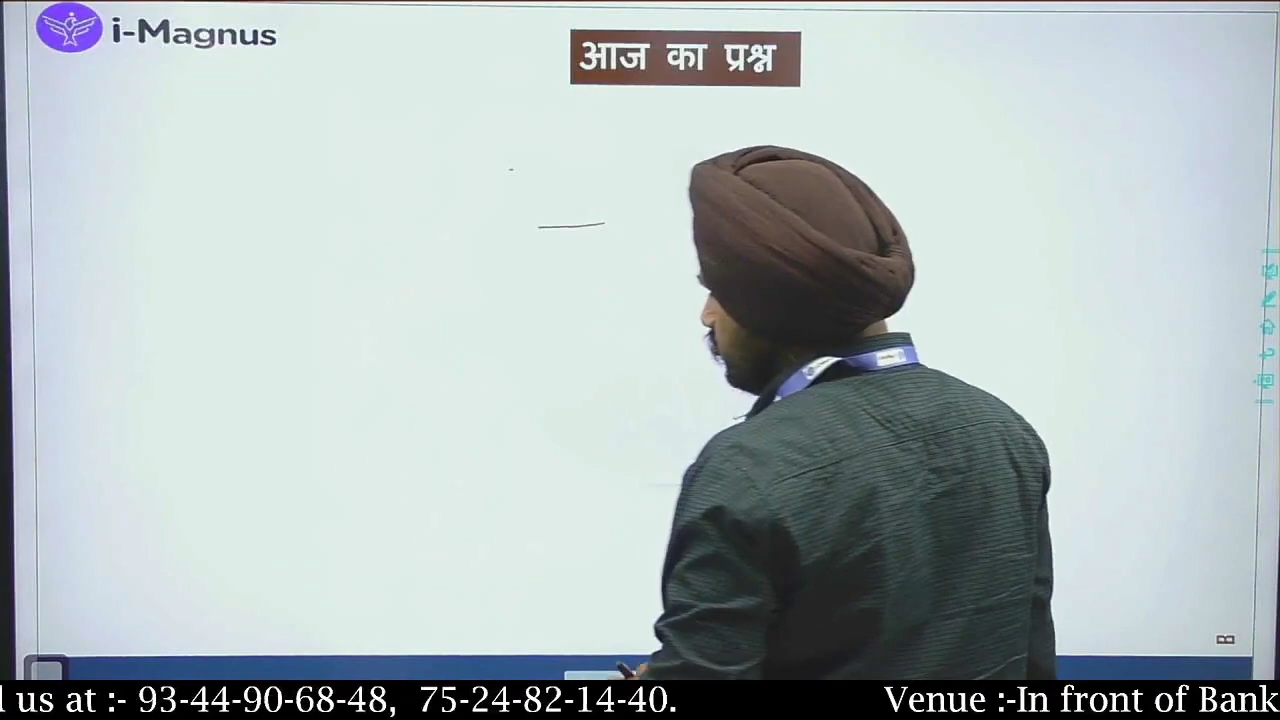 i-Magnus
आज का प्रश्न
l us at :- 93-44-90-68-48, 75-24-82-14-40. Venue :-In front of Bank